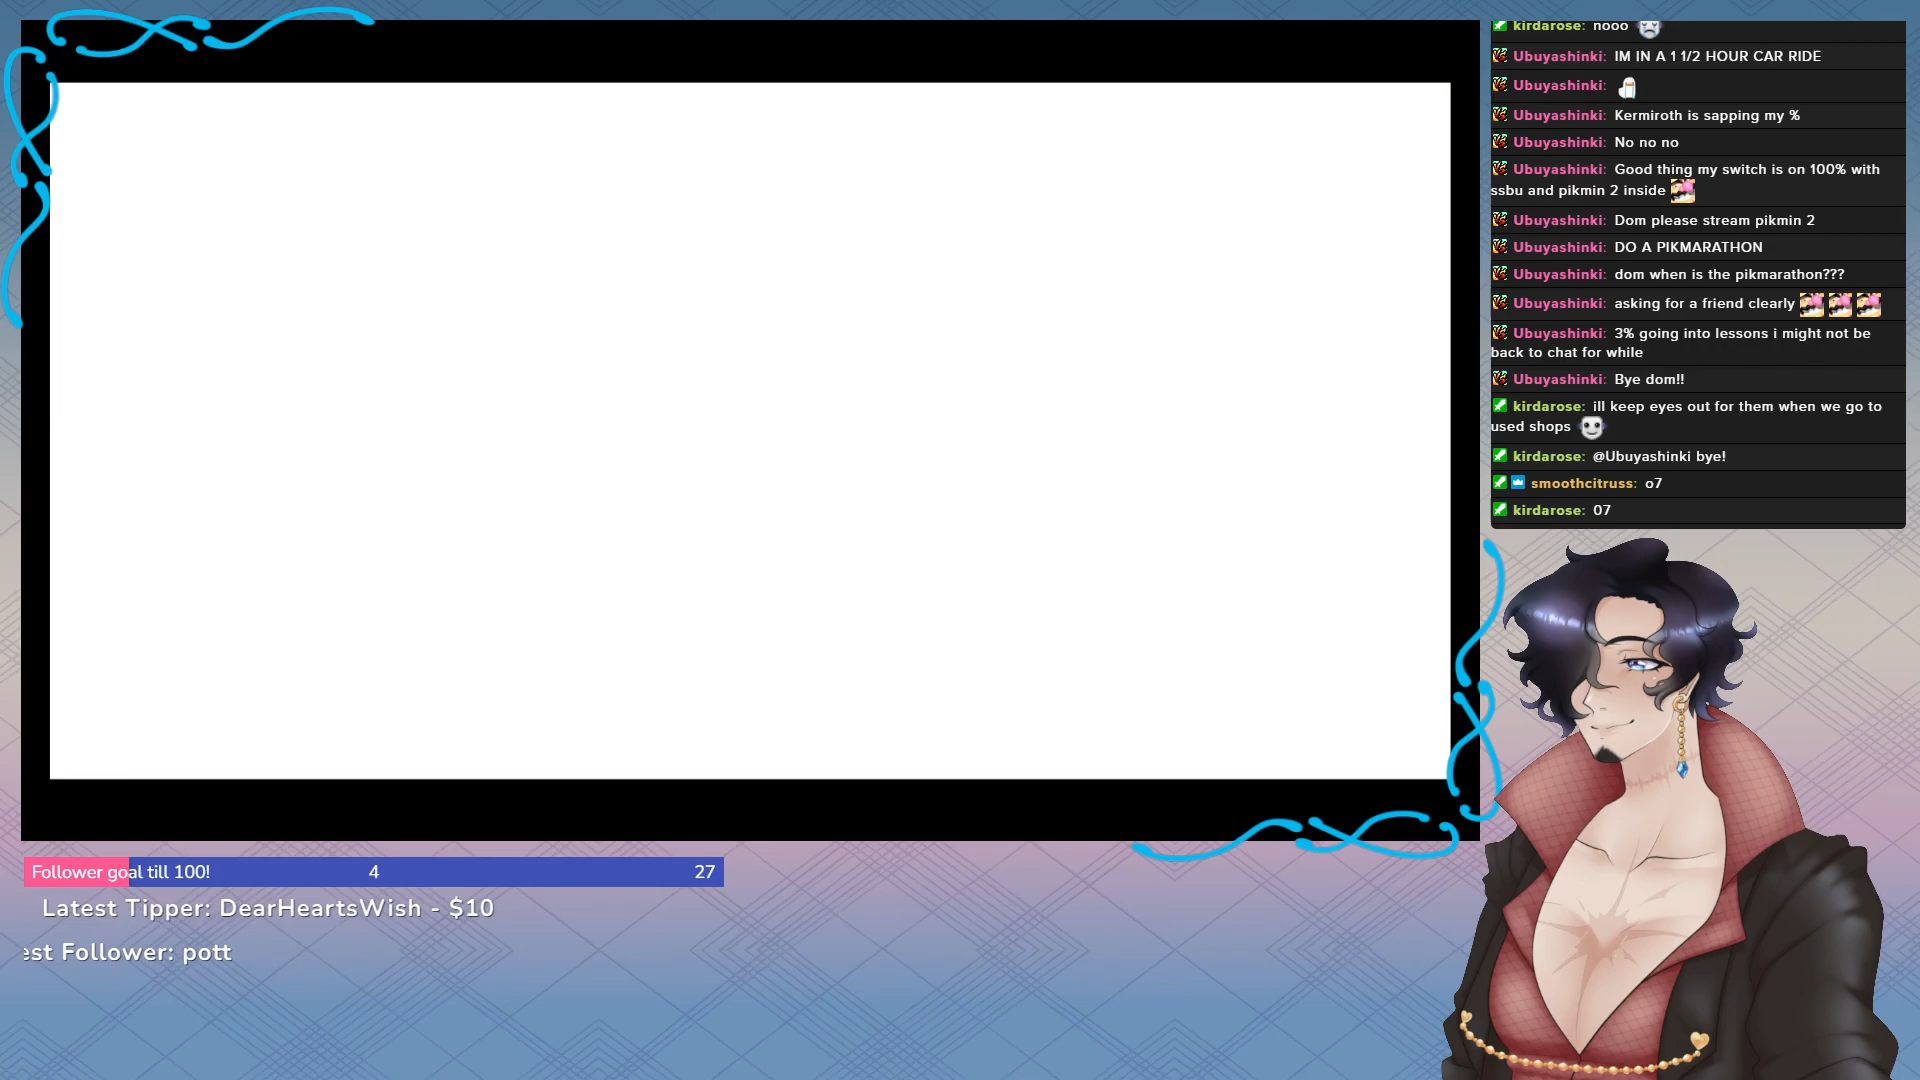 kirdarose: nooo
Ubuyashinki: IM IN A 1 1/2 HOUR CAR RIDE
Ubuyashinki:
Ubuyashinki: Kermiroth is sapping my %
Ubuyashinki: No no no
Ubuyashinki: Good thing my switch is on 100% with
ssbu and pikmin 2 inside
Ubuyashinki: Dom please stream pikmin 2
Ubuyashinki: DO A PIKMARATHON
Ubuyashinki: dom when is the pikmarathon???
Ubuyashinki: asking for a friend clearly
Ubuyashinki: 3% going into lessons i might not be
back to chat for while
Ubuyashinki: Bye dom!!
kirdarose: ill keep eyes out for them when we go to
used shops
kirdarose: @Ubuyashinki bye!
smoothcitruss: o7
kirdarose: 07
Follower goal till 100! 4 27
Latest Tipper: DearHeartsWish - $10
est Follower: pott